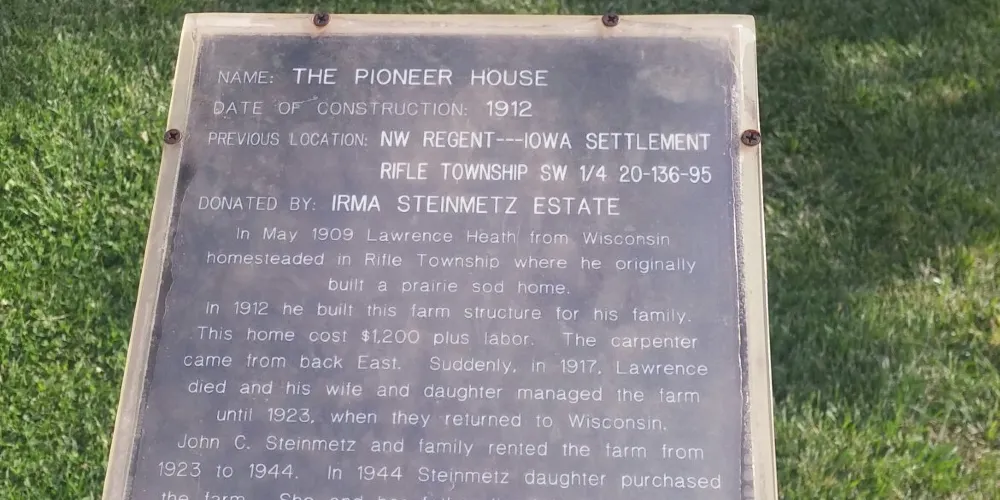 NAME: THE PIONEER HOUSE
DATE OF CONSTRUCTION: 1912
PREVIOUS LOCATION: NW REGENT---IOWA SETTLEMENT
RIFLE TOWNSHIP SW 1/4 20-136-95
DONATED BY: IRMA STEINMETZ ESTATE
In May 1909 Lawrence Heath from Wisconsin
homesteaded in Rifle Township where he originally
built a prairie sod home.
In 1912 he built this farm structure for his family.
This home cost $1,200 plus labor. The carpenter
came from back East. Suddenly, in 1917, Lawrence
died and his wife and daughter managed the farm
until 1923, when they returned to Wisconsin.
John C. Steinmetz and family rented the farm from
1923 to 1944. In 1944 Steinmetz daughter purchased
the farm. She and her